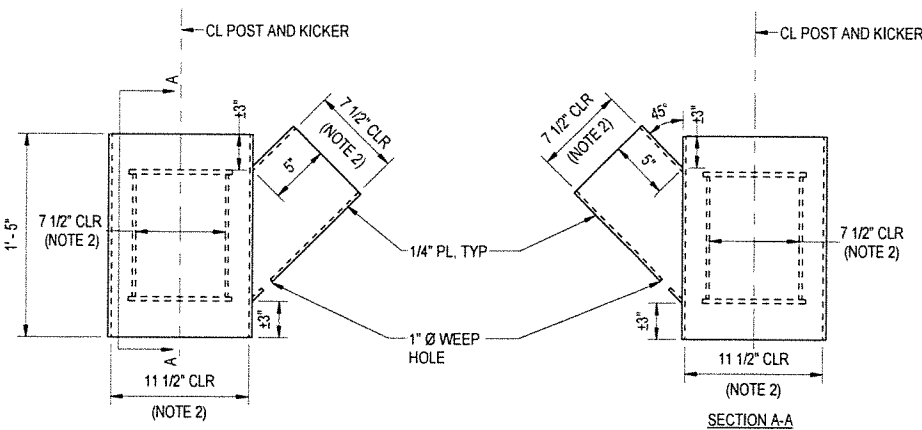 CL POST AND KICKER
A
±3"
7 1/2" CLR
(NOTE 2)
5"
1' - 5"
7 1/2" CLR
(NOTE 2)
±3"
A
11 1/2" CLR
(NOTE 2)
1/4" PL, TYP
1" Ø WEEP
HOLE
CL POST AND KICKER
7 1/2" CLR
(NOTE 2)
45°
±3"
5"
7 1/2" CLR
(NOTE 2)
±3"
11 1/2" CLR
(NOTE 2)
SECTION A-A